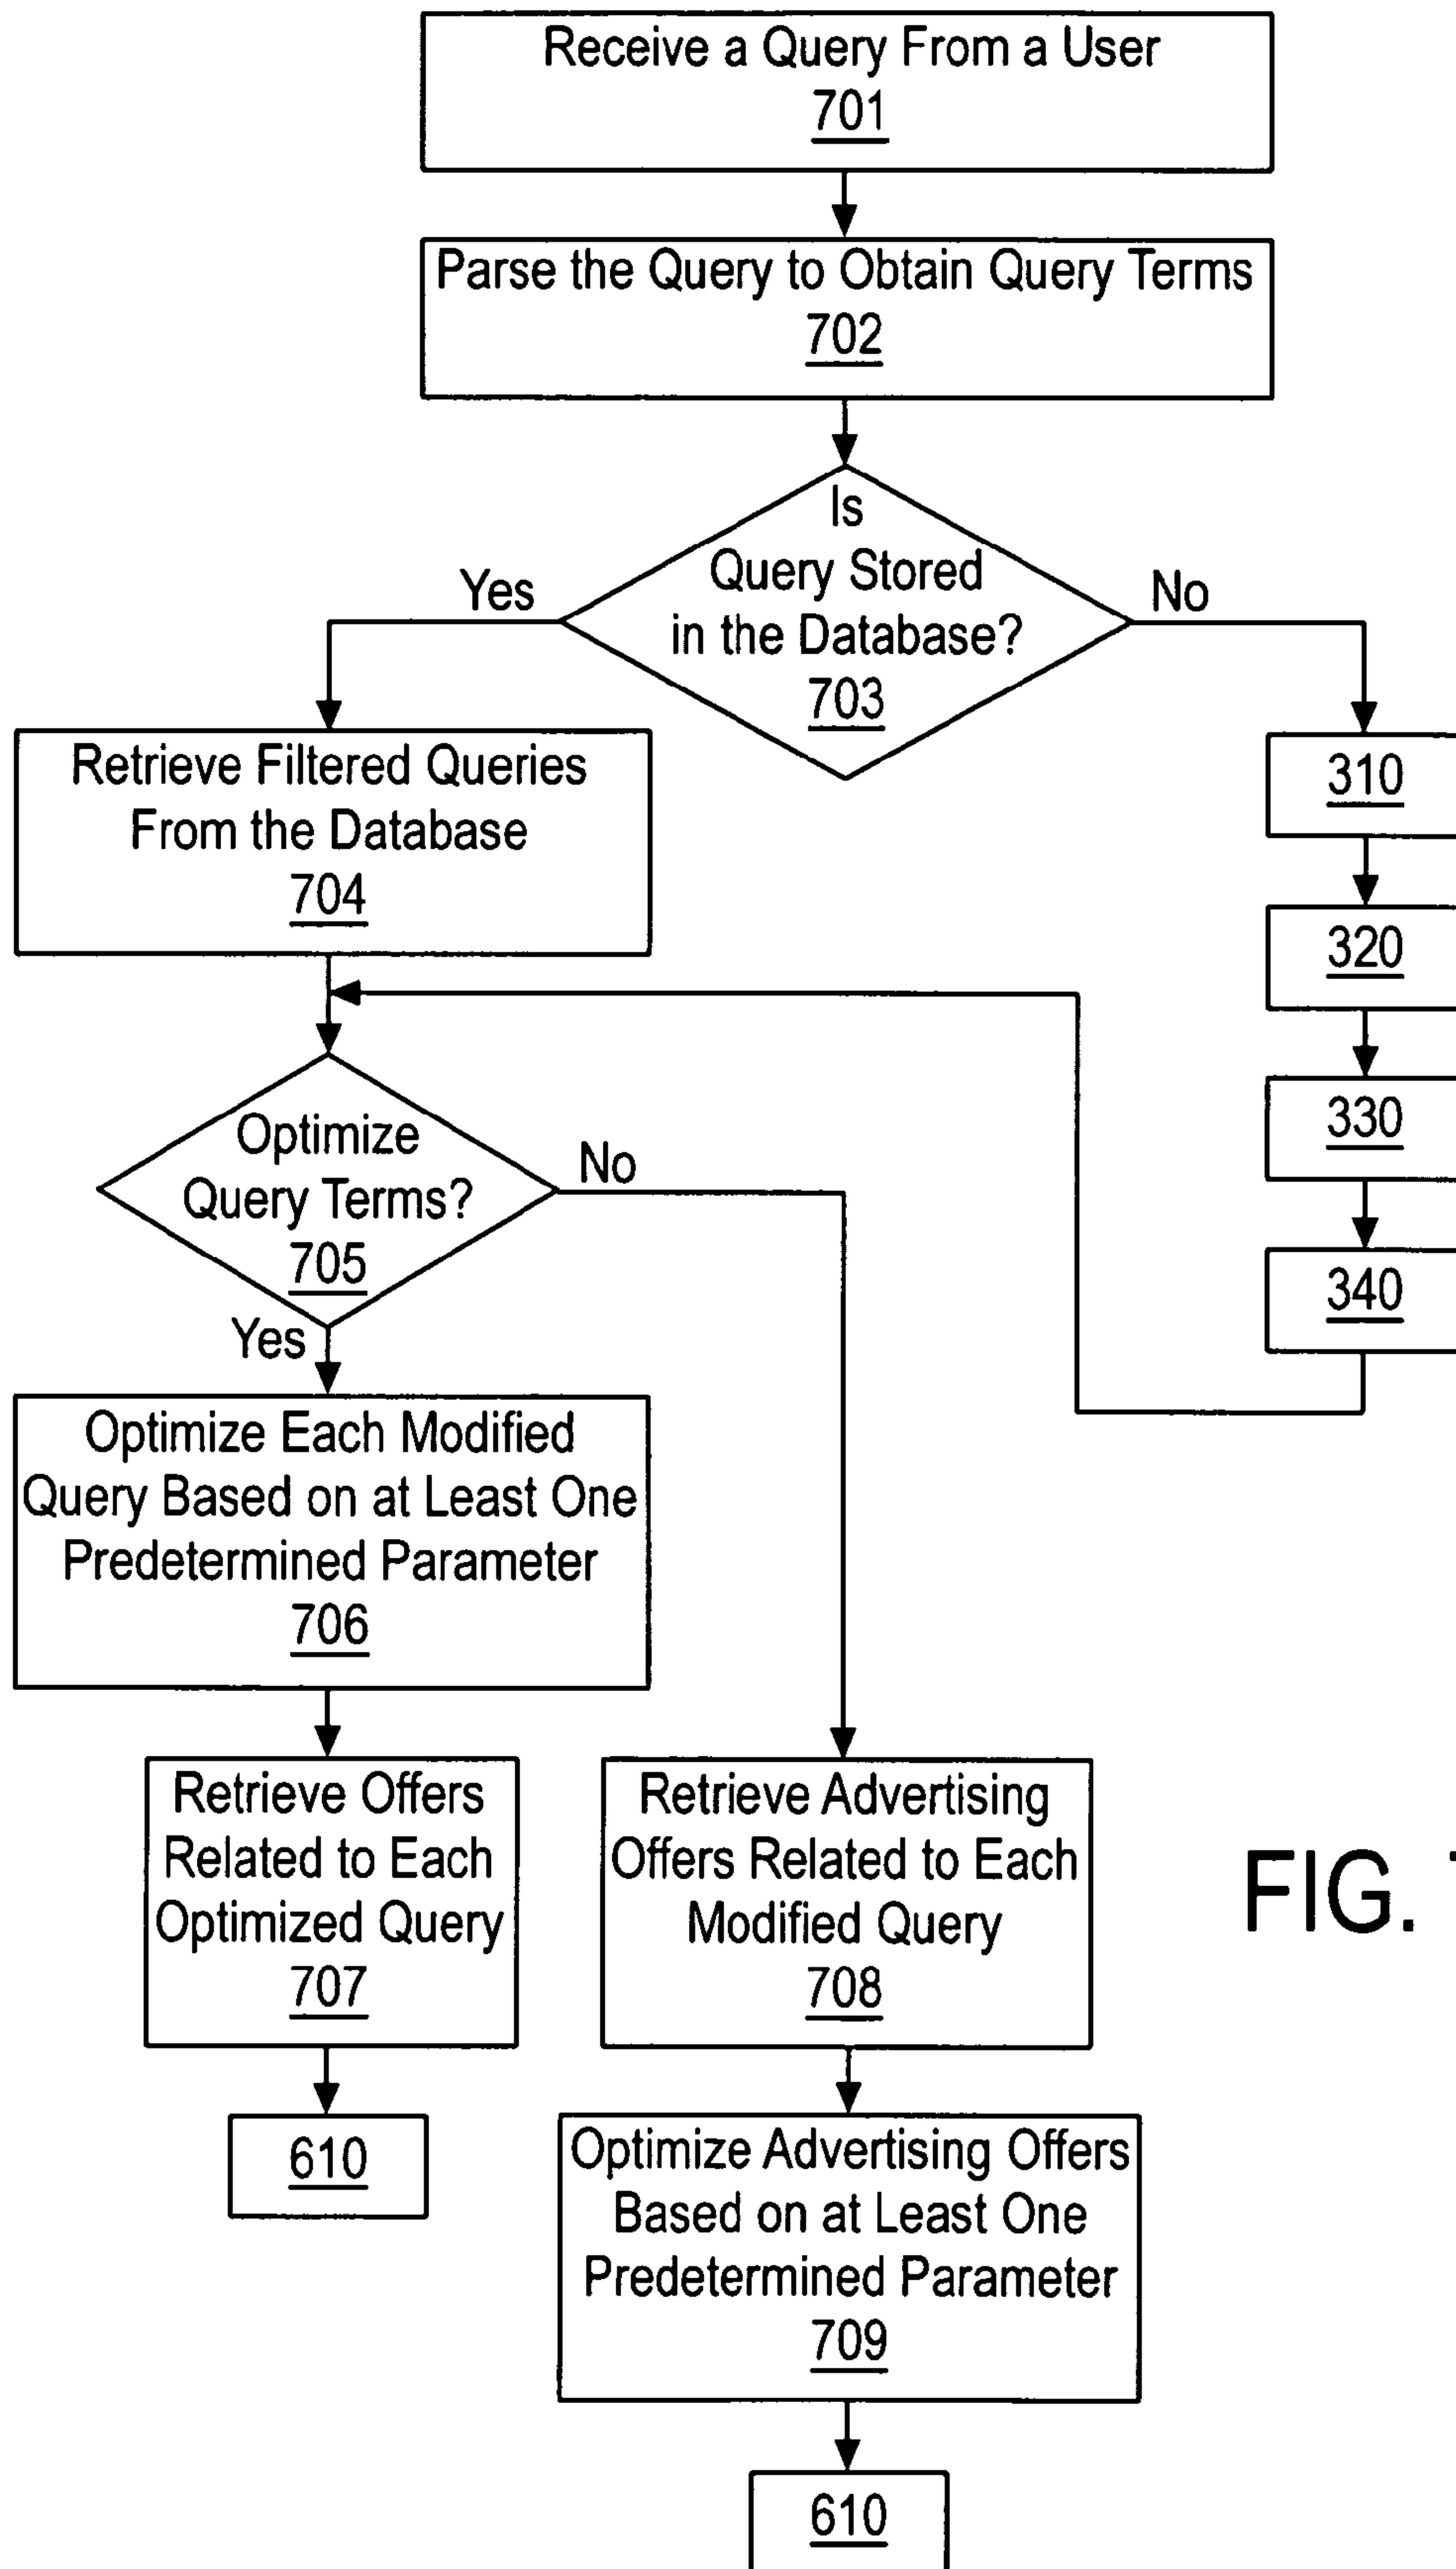 Receive a Query From a User
701
Parse the Query to Obtain Query Terms
702
Is
Query Stored
in the Database?
703
Yes
No
Retrieve Filtered Queries
From the Database
704
310
320
330
340
Optimize
Query Terms?
705
No
Yes
Optimize Each Modified
Query Based on at Least One
Predetermined Parameter
706
Retrieve Offers
Related to Each
Optimized Query
707
610
Retrieve Advertising
Offers Related to Each
Modified Query
708
Optimize Advertising Offers
Based on at Least One
Predetermined Parameter
709
610
FIG.